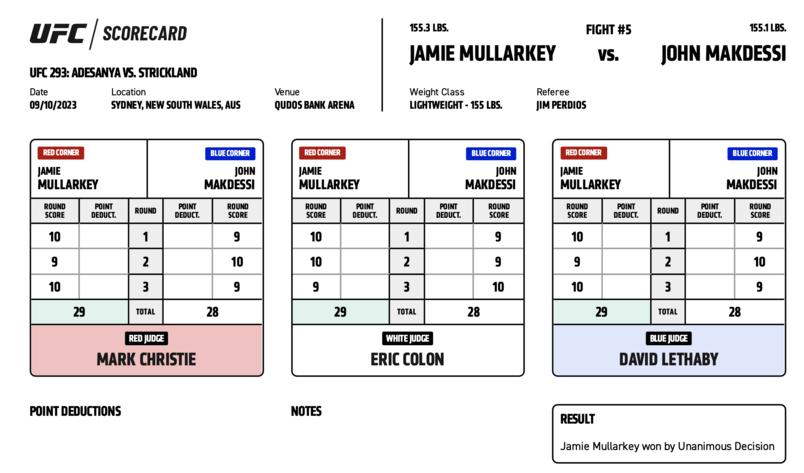 UFC / SCORECARD
UFC 293: ADESANYA VS. STRICKLAND
Date Location Venue
09/10/2023 SYDNEY, NEW SOUTH WALES, AUS QUDOS BANK ARENA
155.3 LBS. FIGHT #5 155.1 LBS.
JAMIE MULLARKEY vs. JOHN MAKDESSI
Weight Class Referee
LIGHTWEIGHT - 155 LBS. JIM PERDIOS
RED CORNER BLUE CORNER
JAMIE JOHN
MULLARKEY MAKDESSI
ROUND POINT ROUND POINT ROUND
SCORE DEDUCT. DEDUCT. SCORE
10 1 9
9 2 10
10 3 9
29 TOTAL 28
RED JUDGE
MARK CHRISTIE
RED CORNER BLUE CORNER
JAMIE JOHN
MULLARKEY MAKDESSI
ROUND POINT ROUND POINT ROUND
SCORE DEDUCT. DEDUCT. SCORE
10 1 9
10 2 9
9 3 10
29 TOTAL 28
WHITE JUDGE
ERIC COLON
RED CORNER BLUE CORNER
JAMIE JOHN
MULLARKEY MAKDESSI
ROUND POINT ROUND POINT ROUND
SCORE DEDUCT. DEDUCT. SCORE
10 1 9
9 2 10
10 3 9
29 TOTAL 28
BLUE JUDGE
DAVID LETHABY
POINT DEDUCTIONS
NOTES
RESULT
Jamie Mullarkey won by Unanimous Decision